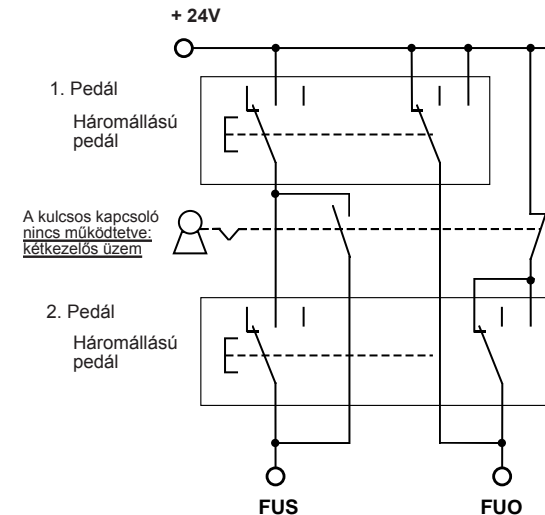 + 24V
1. Pedál
Háromállású
pedál
A kulcsos kapcsoló
nincs működtetve:
kétkezelős üzem
2. Pedál
Háromállású
pedál
FUS
FUO